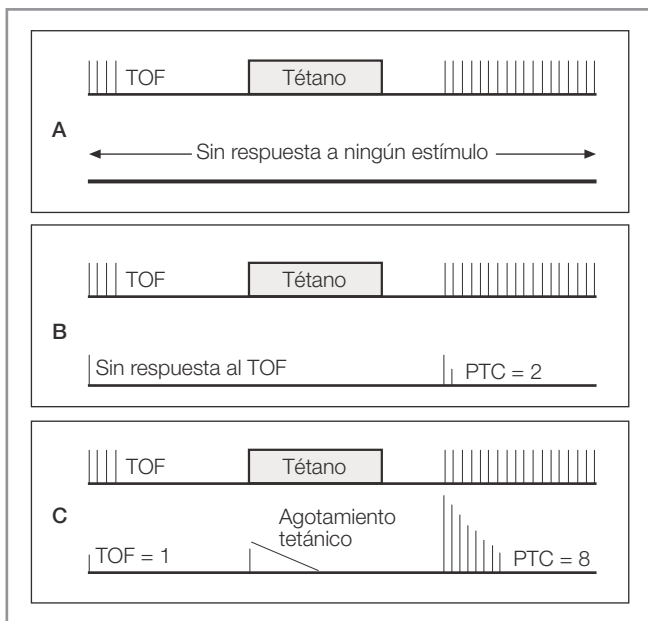 TOF
Tétano
A
Sin respuesta a ningún estímulo
TOF
Tétano
B
Sin respuesta al TOF
PTC = 2
TOF
Tétano
C
Agotamiento
tetánico
TOF = 1
PTC = 8